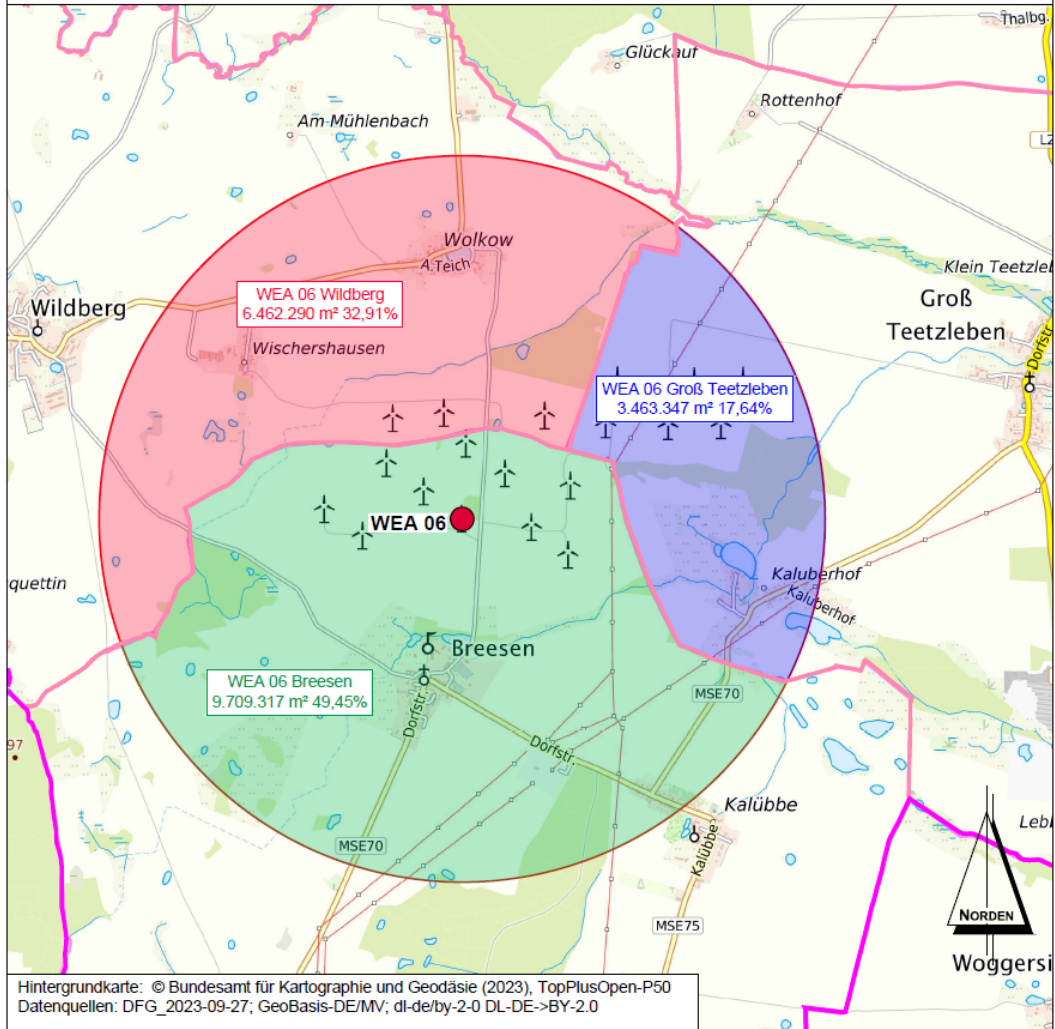 Thalbg.
Glückauf
Rottenhof
Am Mühlenbach
L2
Wolkow
A.Teich
Klein Teetzleb
WEA 06 Wildberg
6.462.290 m² 32,91%
Wildberg
Groß
Teetzleben
Wischershausen
Dorfstr.
WEA 06 Groß Teetzleben
3.463.347 m² 17,64%
WEA 06
quettin
Kaluberhof
Kaluberhof
Breesen
WEA 06 Breesen
9.709.317 m² 49,45%
MSE70
Dorfstr.
97
Dorfstr.
Kalübbe
Lebb
MSE70
Kalübbe
MSE75
NORDEN
Woggersi
Hintergrundkarte: © Bundesamt für Kartographie und Geodäsie (2023), TopPlusOpen-P50
Datenquellen: DFG_2023-09-27; GeoBasis-DE/MV; dl-de/by-2-0 DL-DE->BY-2.0